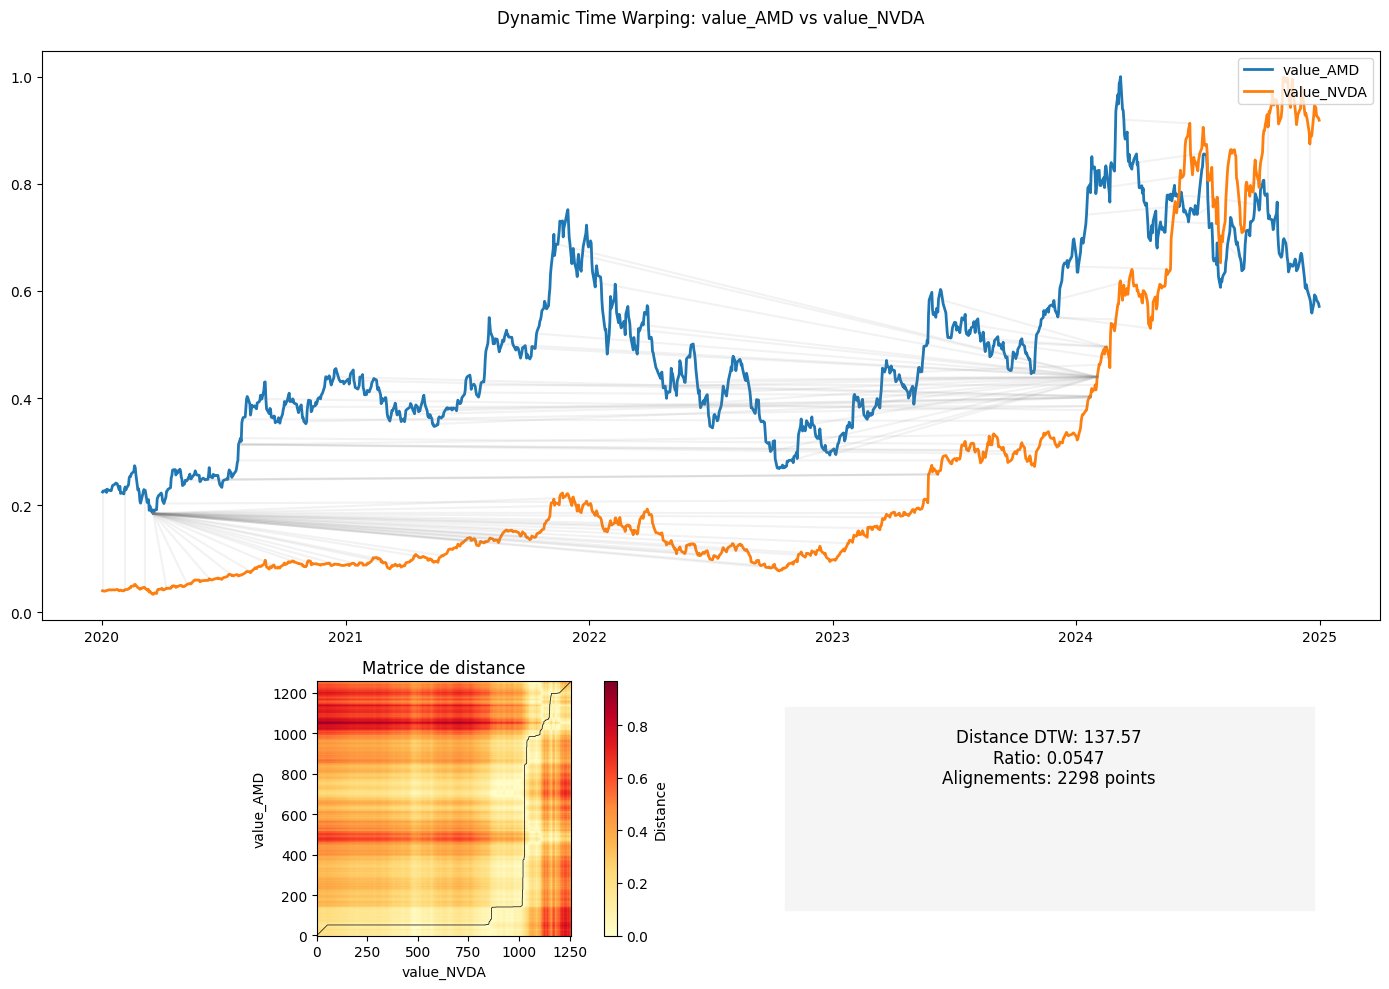 Dynamic Time Warping: value_AMD vs value_NVDA
value_AMD
value_NVDA
1.0
0.8
0.6
0.4
0.2
0.0
2020 2021 2022 2023 2024 2025
Matrice de distance
value_AMD
1200
1000
800
600
400
200
0
0 250 500 750 1000 1250
value_NVDA
0.8
0.6
0.4
0.2
0.0
Distance
Distance DTW: 137.57
Ratio: 0.0547
Alignements: 2298 points